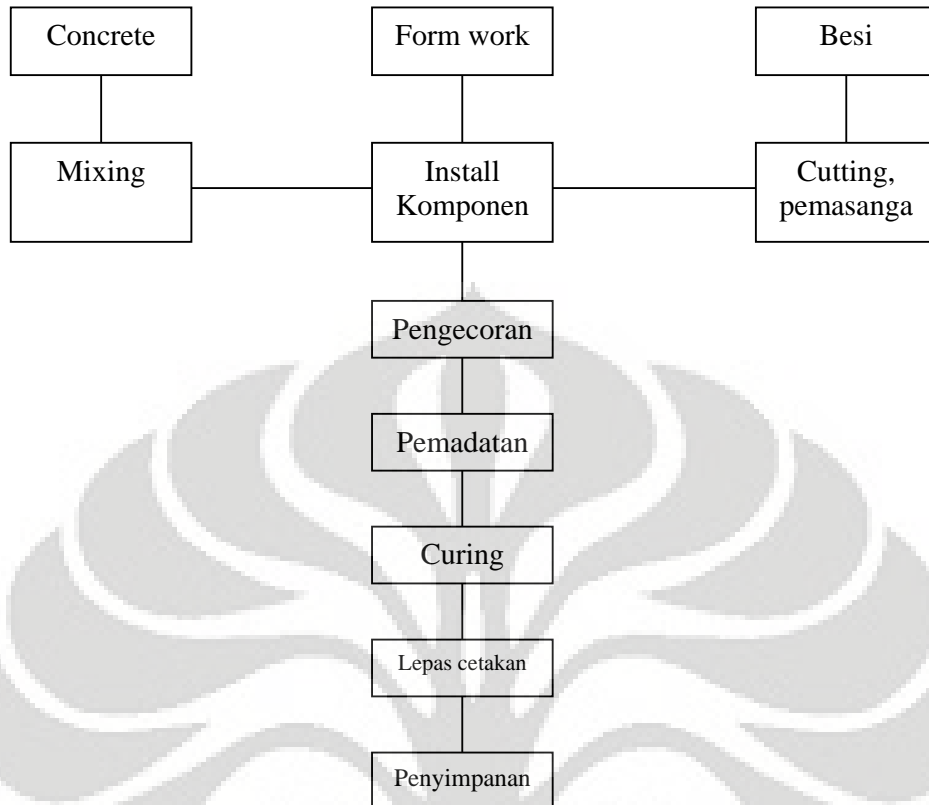 Concrete
Form work
Besi
Mixing
Install
Komponen
Cutting,
pemasanga
Pengecoran
Pemadatan
Curing
Lepas cetakan
Penyimpanan